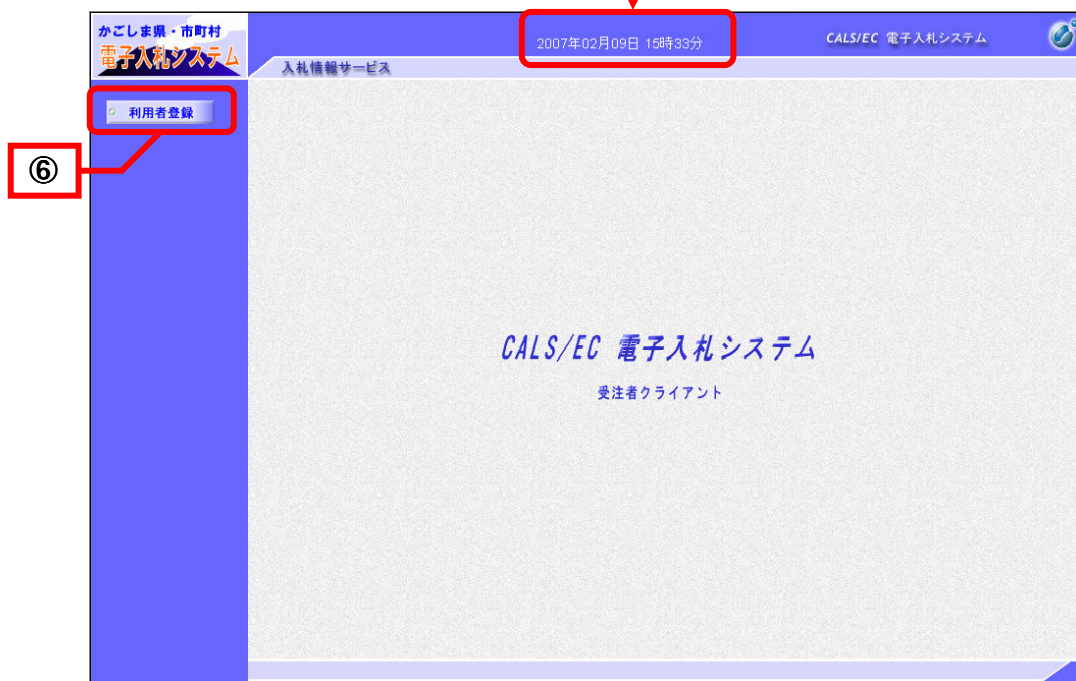 かごしま県・市町村
電子入札システム
2007年02月09日 15時33分
CALS/EC 電子入札システム
入札情報サービス
利用者登録
⑥
CALS/EC 電子入札システム
受注者クライアント